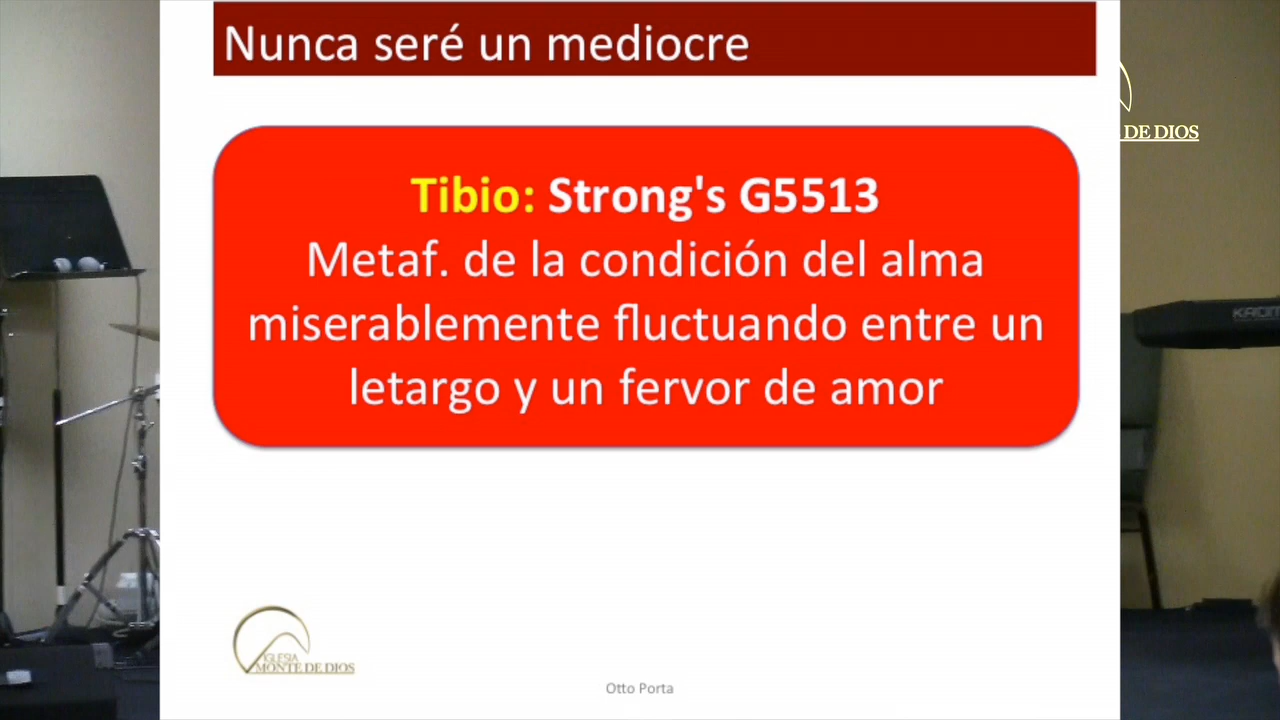 Nunca seré un mediocre
DE DIOS
Tibio: Strong's G5513
Metaf. de la condición del alma
miserablemente fluctuando entre un
letargo y un fervor de amor
IGLESIA
MONTE DE DIOS
Otto Porta